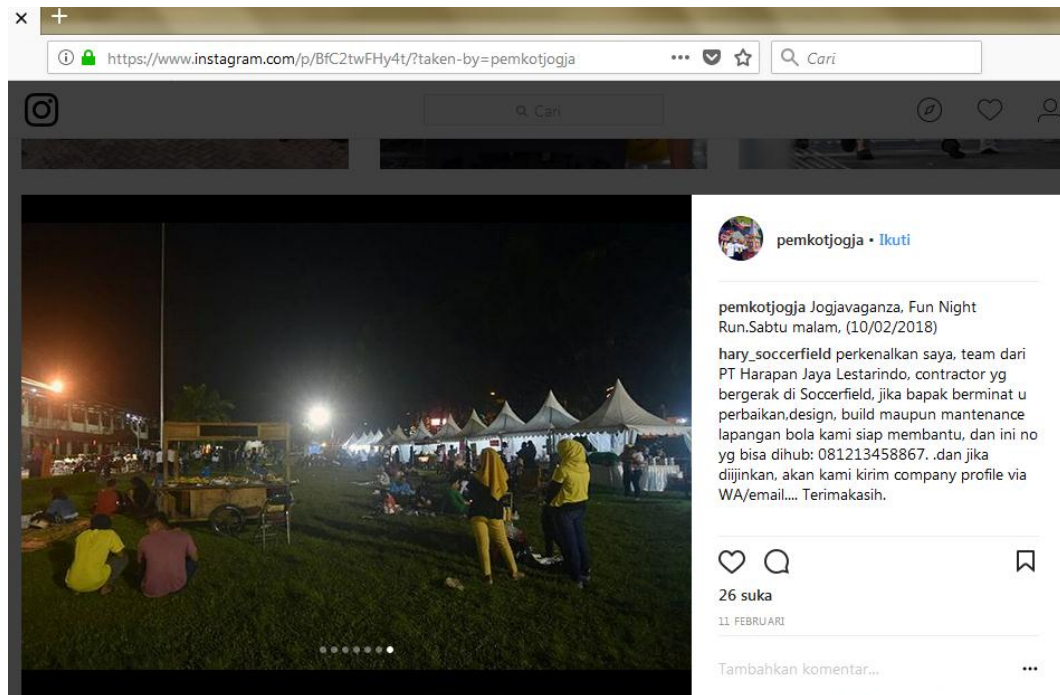 https://www.instagram.com/p/BfC2twFHy4t/?taken-by=pemkotjogja
Cari
Cari
pemkotjogja • Ikuti
pemkotjogja Jogjavaganza, Fun Night
Run.Sabtu malam, (10/02/2018)
hary_soccerfield perkenalkan saya, team dari
PT Harapan Jaya Lestarindo, contractor yg
bergerak di Soccerfield, jika bapak berminat u
perbaikan,design, build maupun mantenance
lapangan bola kami siap membantu, dan ini no
yg bisa dihub: 081213458867. .dan jika
diijinkan, akan kami kirim company profile via
WA/email.... Terimakasih.
26 suka
11 FEBRUARI
Tambahkan komentar...